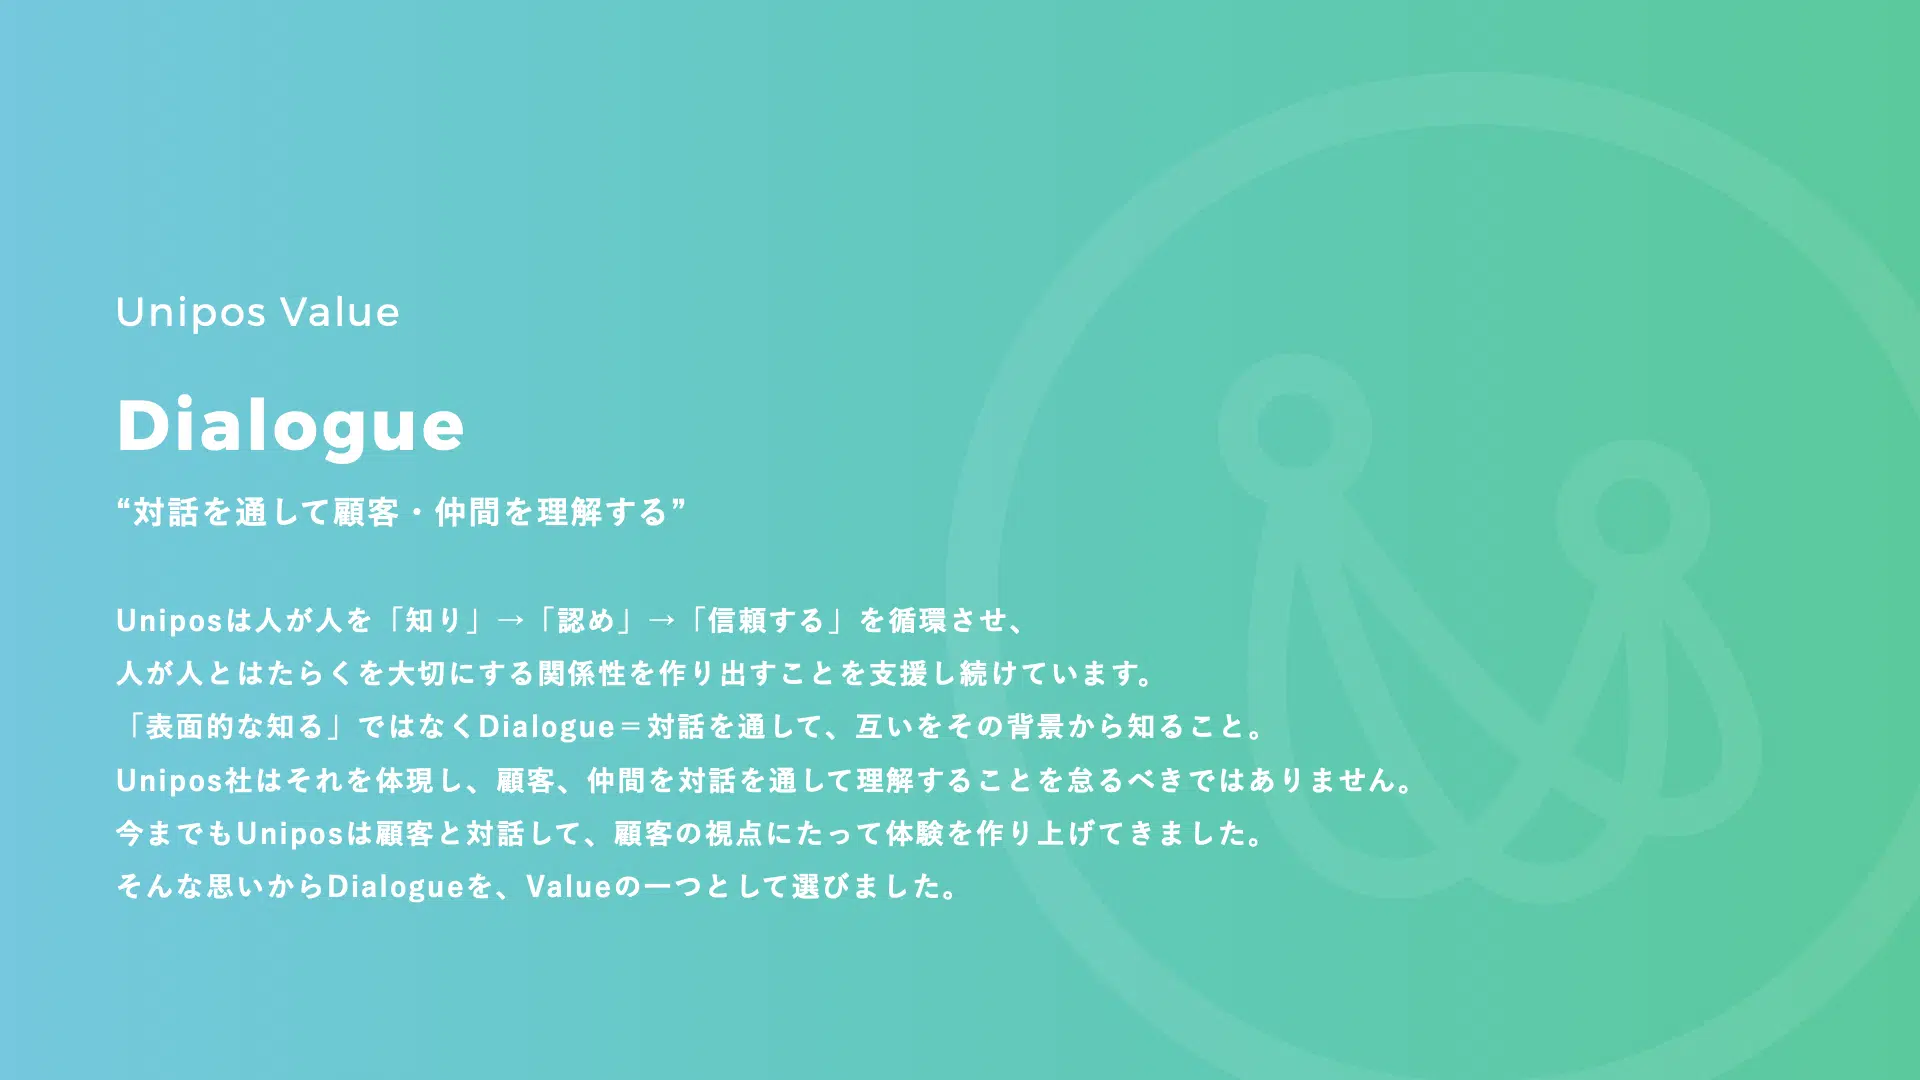 Unipos Value
Dialogue
“対話を通して顧客・仲間を理解する”
Uniposは人が人を「知り」→「認め」→「信頼する」を循環させ、
人が人とはたらくを大切にする関係性を作り出すことを支援し続けています。
「表面的な知る」ではなくDialogue＝対話を通して、互いをその背景から知ること。
Unipos社はそれを体現し、顧客、仲間を対話を通して理解することを怠るべきではありません。
今までもUniposは顧客と対話して、顧客の視点にたって体験を作り上げてきました。
そんな思いからDialogueを、Valueの一つとして選びました。